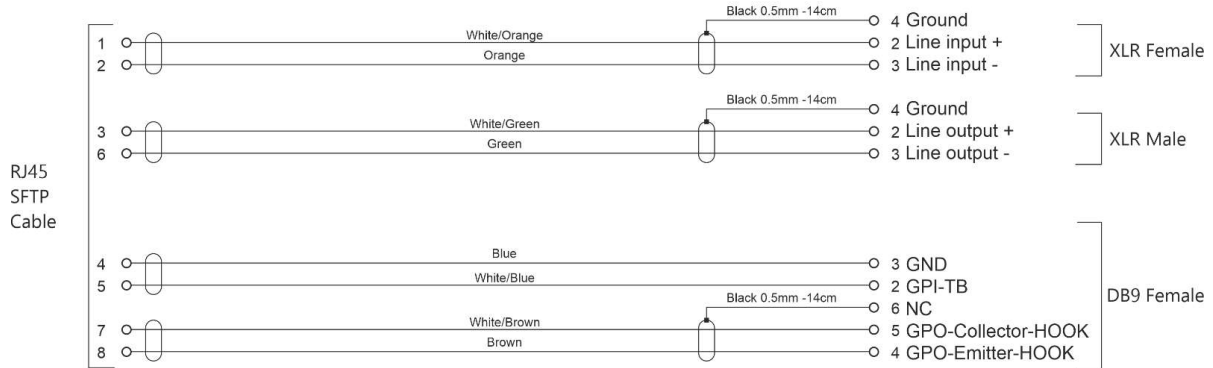 Black 0.5mm -14cm
4 Ground
1 White/Orange 2 Line input +
2 Orange 3 Line input -
XLR Female
Black 0.5mm -14cm
4 Ground
3 White/Green 2 Line output +
6 Green 3 Line output -
XLR Male
RJ45
SFTP
Cable
4 Blue 3 GND
5 White/Blue 2 GPI-TB
Black 0.5mm -14cm
6 NC
7 White/Brown 5 GPO-Collector-HOOK
8 Brown 4 GPO-Emitter-HOOK
DB9 Female